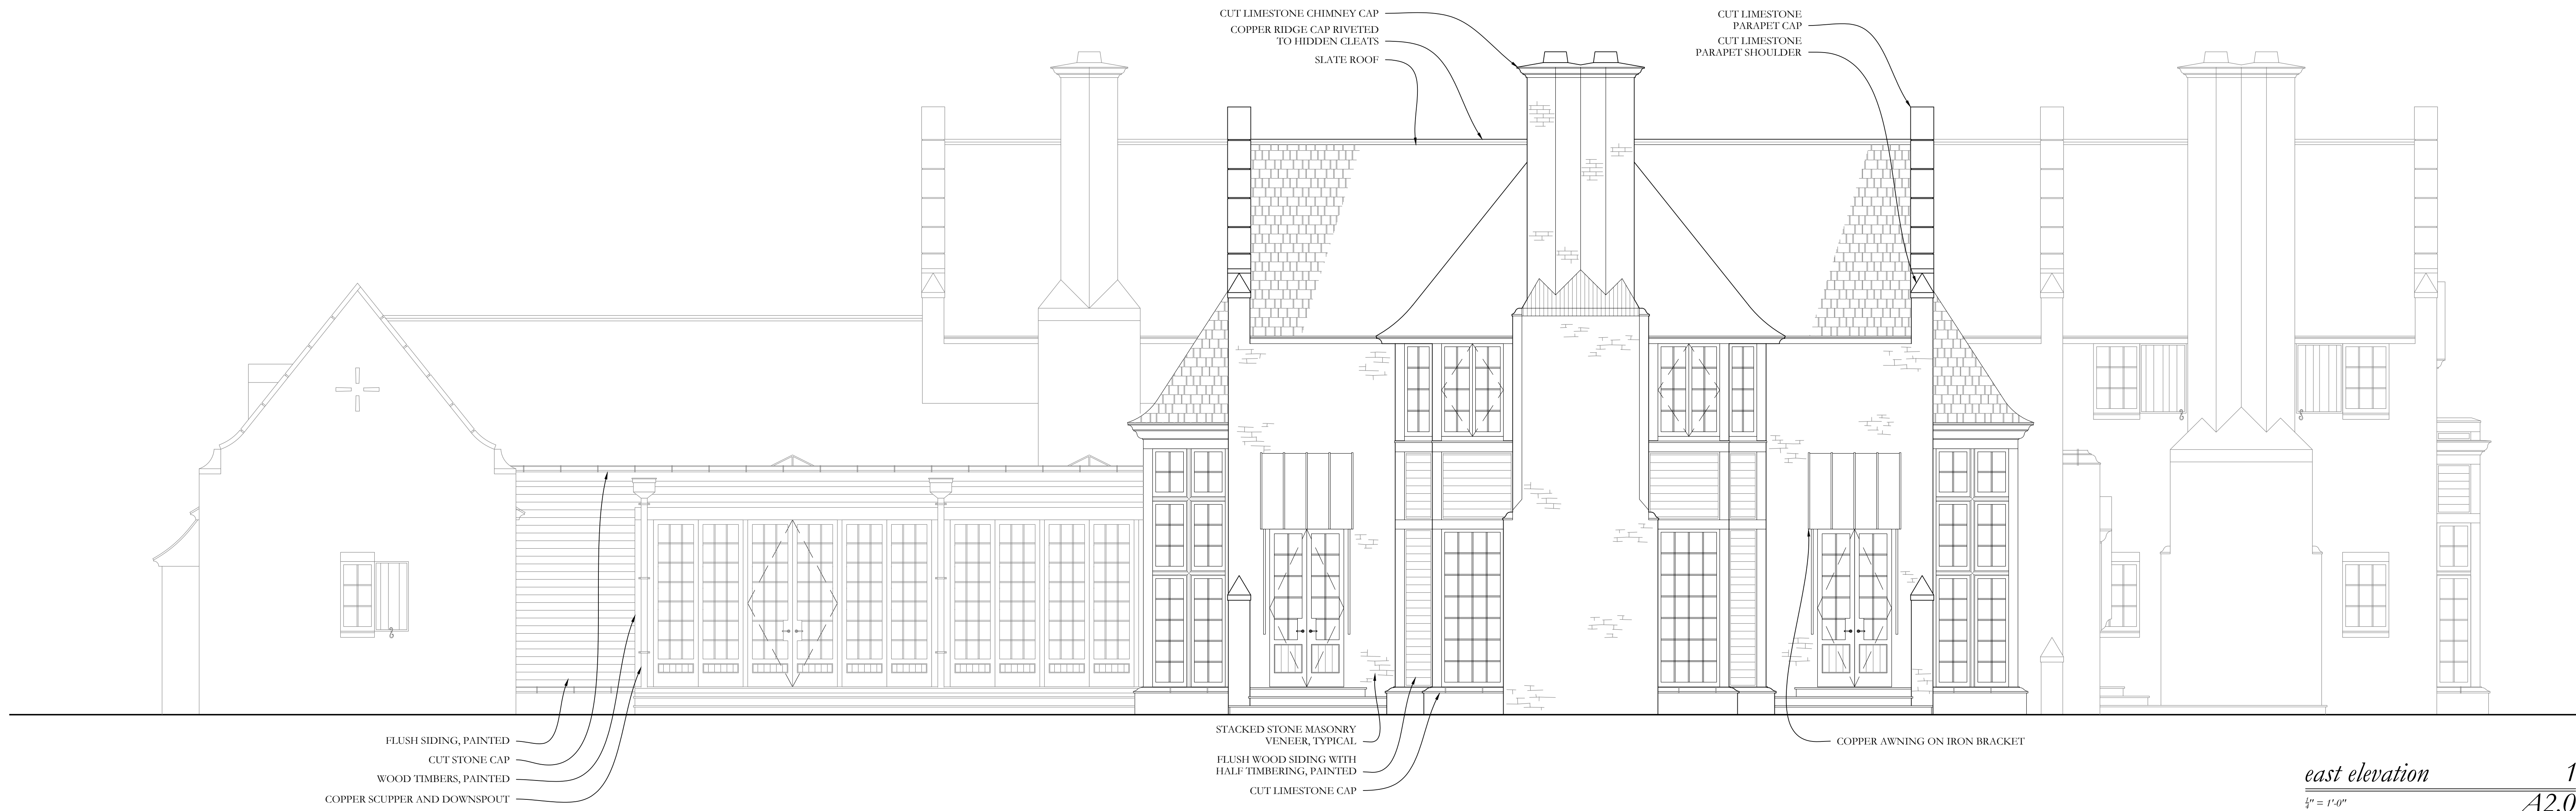 CUT LIMESTONE CHIMNEY CAP
COPPER RIDGE CAP RIVETED
TO HIDDEN CLEATS
SLATE ROOF
CUT LIMESTONE
PARAPET CAP
CUT LIMESTONE
PARAPET SHOULDER
FLUSH SIDING, PAINTED
CUT STONE CAP
WOOD TIMBERS, PAINTED
COPPER SCUPPER AND DOWNSPOUT
STACKED STONE MASONRY
VENEER, TYPICAL
FLUSH WOOD SIDING WITH
HALF TIMBERING, PAINTED
CUT LIMESTONE CAP
COPPER AWNING ON IRON BRACKET
east elevation 1
¼" = 1'-0" A2.0